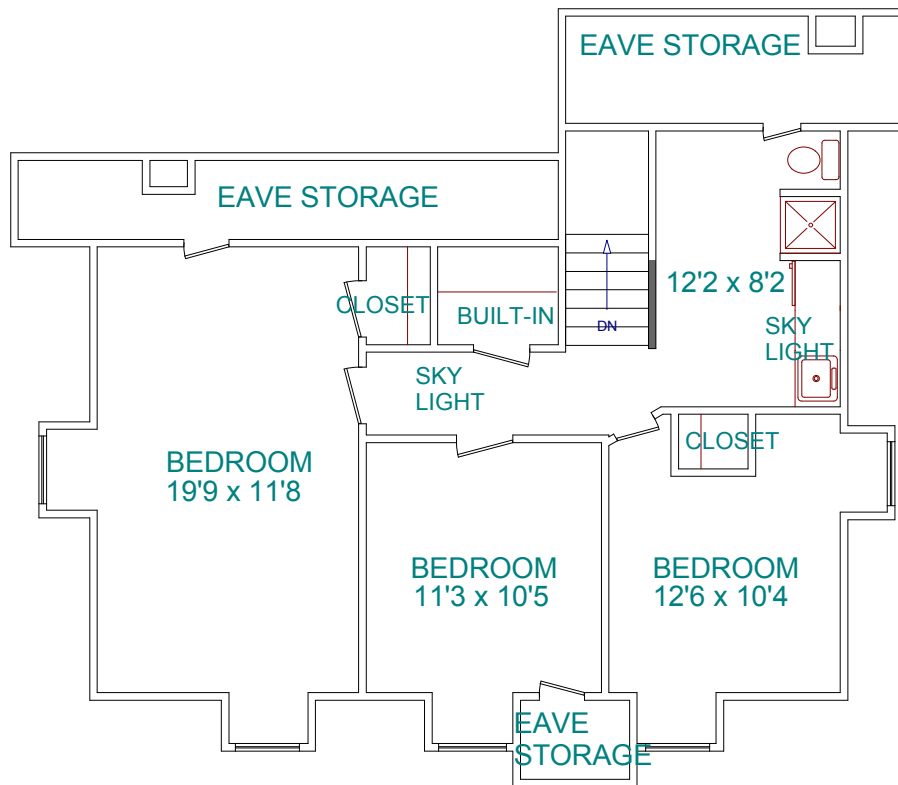 EAVE STORAGE
EAVE STORAGE
12'2 x 8'2
CLOSET
BUILT-IN
DN
SKY
LIGHT
SKY
LIGHT
CLOSET
BEDROOM
19'9 x 11'8
BEDROOM
11'3 x 10'5
BEDROOM
12'6 x 10'4
EAVE
STORAGE